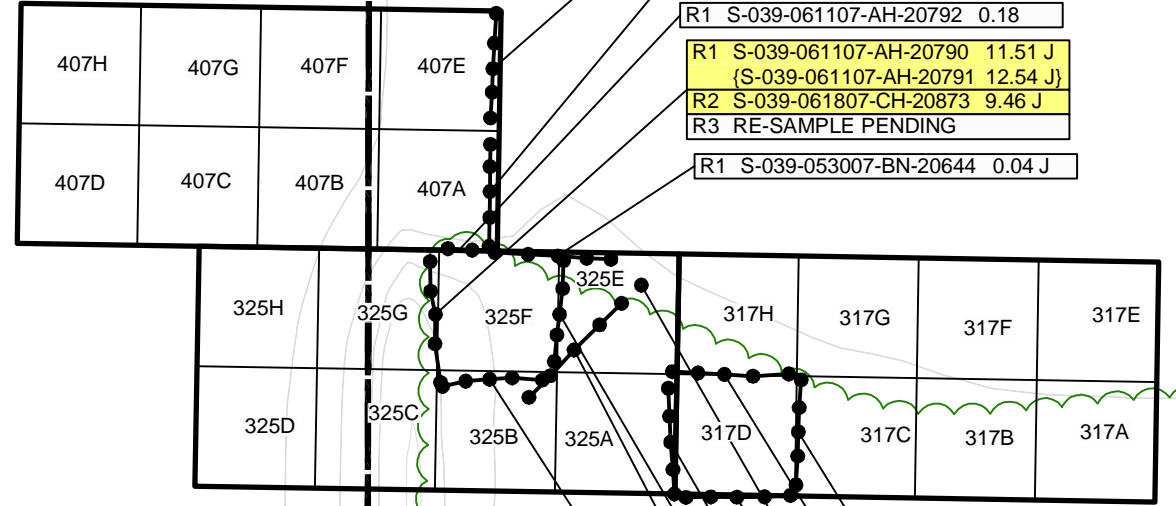 R1 S-039-061107-AH-20792 0.18
R1 S-039-061107-AH-20790 11.51 J
{S-039-061107-AH-20791 12.54 J}
R2 S-039-061807-CH-20873 9.46 J
R3 RE-SAMPLE PENDING
R1 S-039-053007-BN-20644 0.04 J
407H 407G 407F 407E
407D 407C 407B 407A
325H 325G 325F 325E 317H 317G 317F 317E
325D 325C 325B 325A 317D 317C 317B 317A